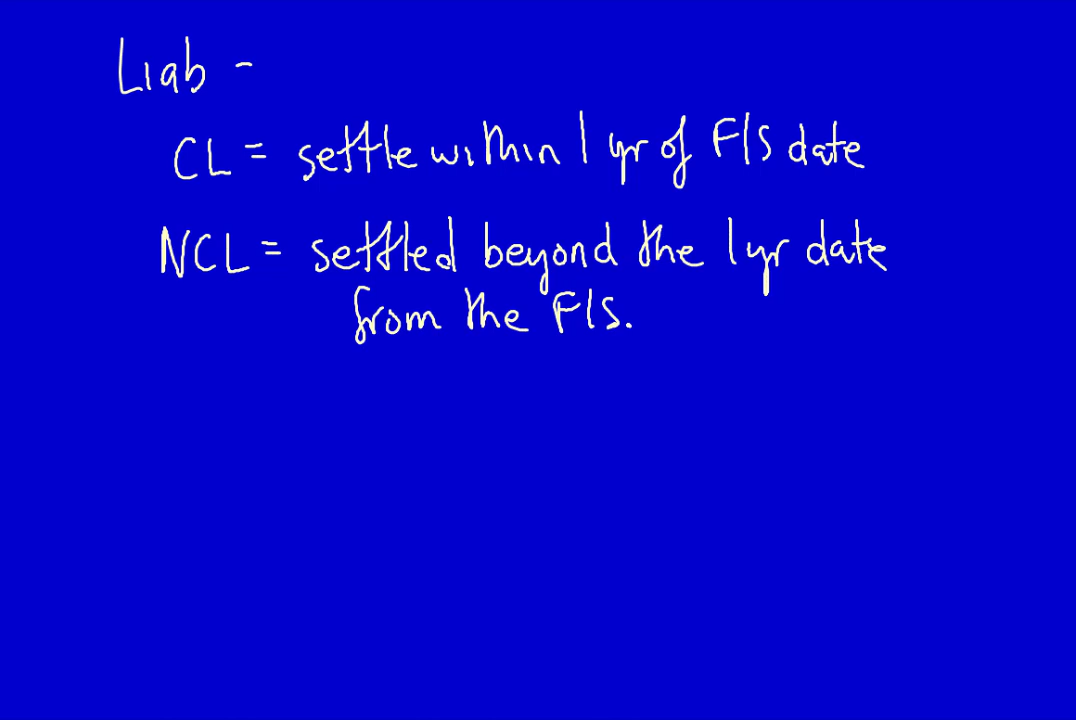 Liab -
CL = settle within 1 yr of F/S date
NCL = settled beyond the 1 yr date
from the F/S.